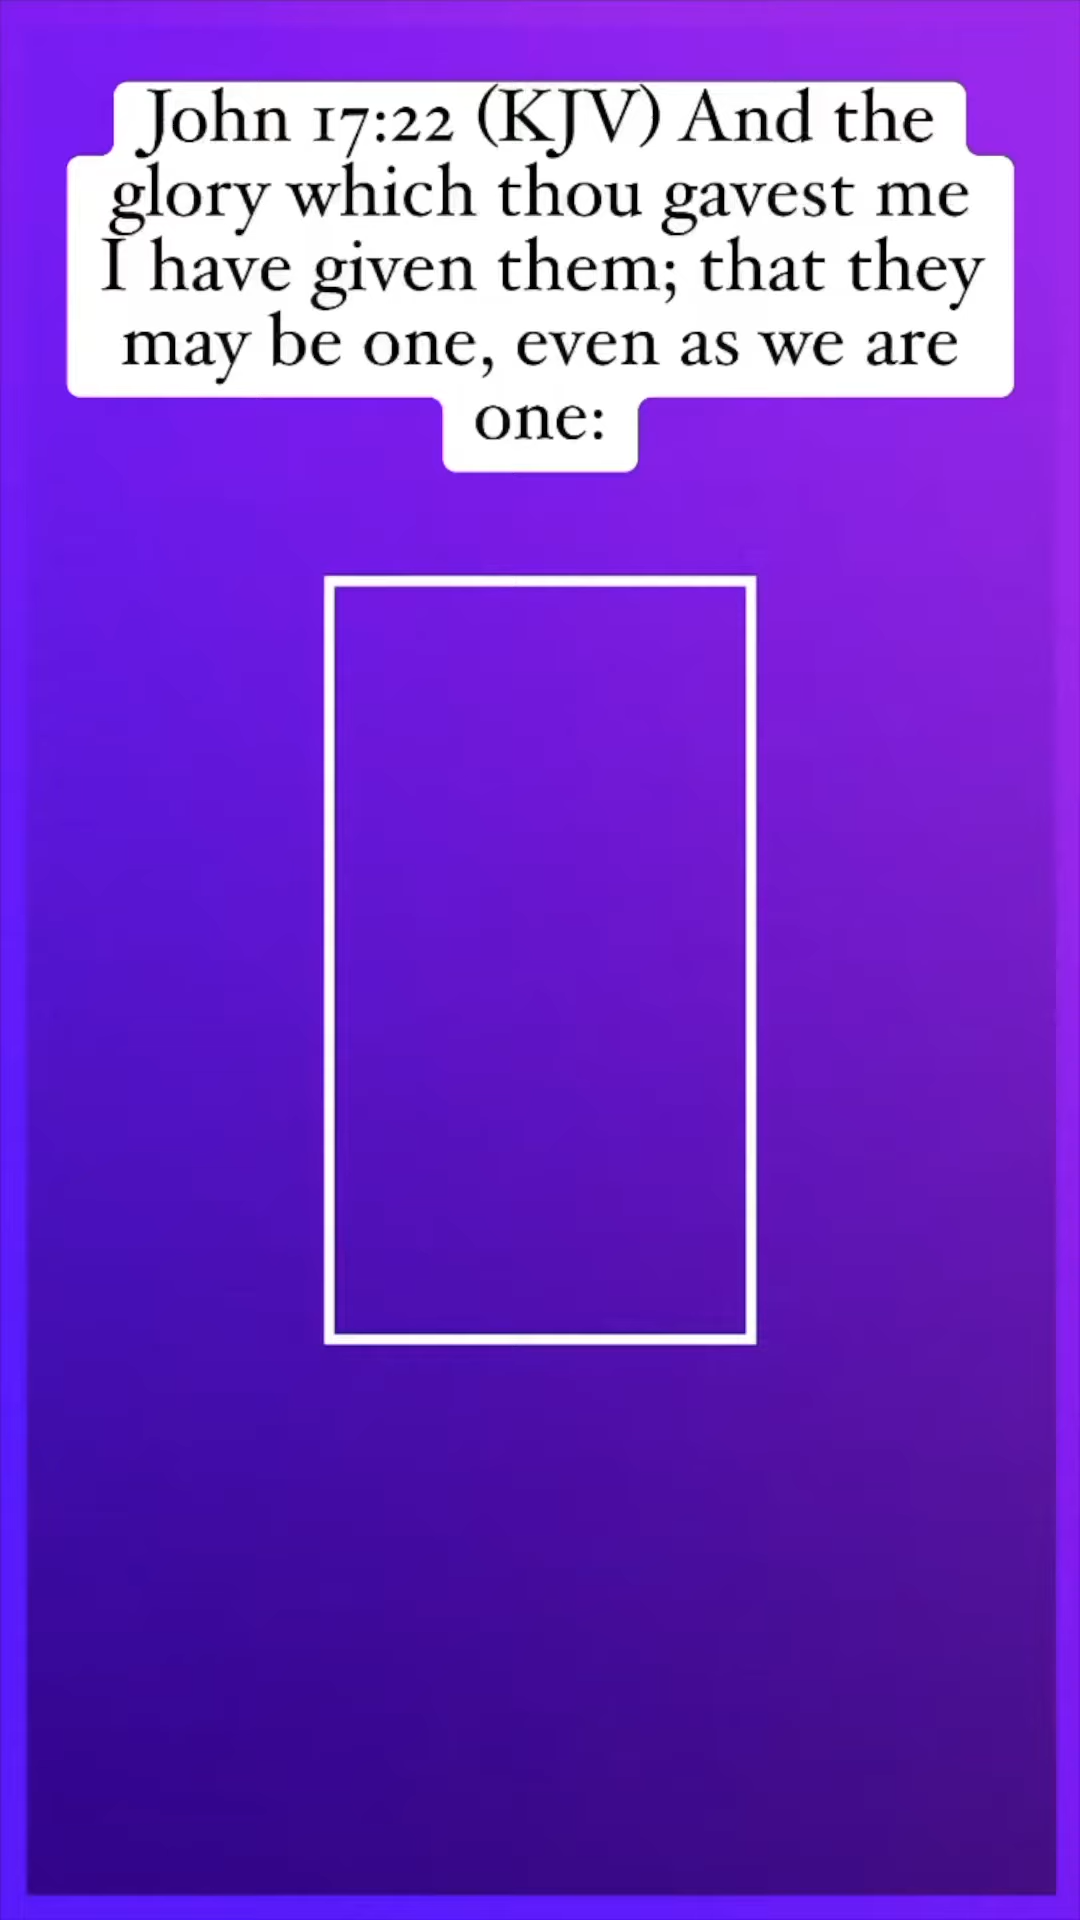 John 17:22 (KJV) And the
glory which thou gavest me
I have given them; that they
may be one, even as we are
one: